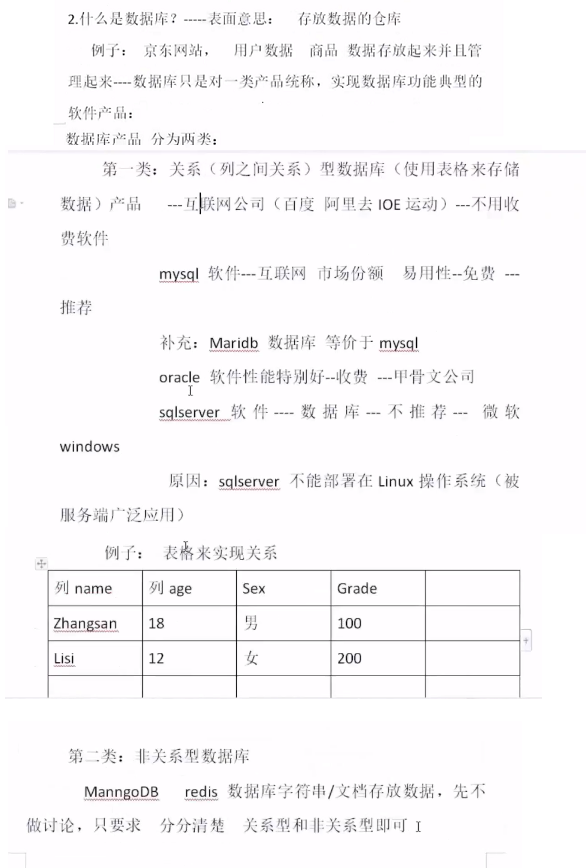 2.什么是数据库？-----表面意思： 存放数据的仓库
例子： 京东网站， 用户数据 商品 数据存放起来并且管
理起来----数据库只是对一类产品统称，实现数据库功能典型的
软件产品：
数据库产品 分为两类：
第一类：关系（列之间关系）型数据库（使用表格来存储
数据）产品 ---互联网公司（百度 阿里去 IOE 运动）---不用收
费软件
mysql 软件---互联网 市场份额 易用性--免费 ---
推荐
补充：Maridb 数据库 等价于 mysql
oracle 软件性能特别好--收费 ---甲骨文公司
sqlserver 软件----数据库---不推荐--- 微软
windows
原因：sqlserver 不能部署在 Linux 操作系统（被
服务端广泛应用）
例子： 表格来实现关系
列 name 列 age Sex Grade
Zhangsan 18 男 100
Lisi 12 女 200
第二类：非关系型数据库
ManngoDB redis 数据库字符串/文档存放数据，先不
做讨论，只要求 分分清楚 关系型和非关系型即可